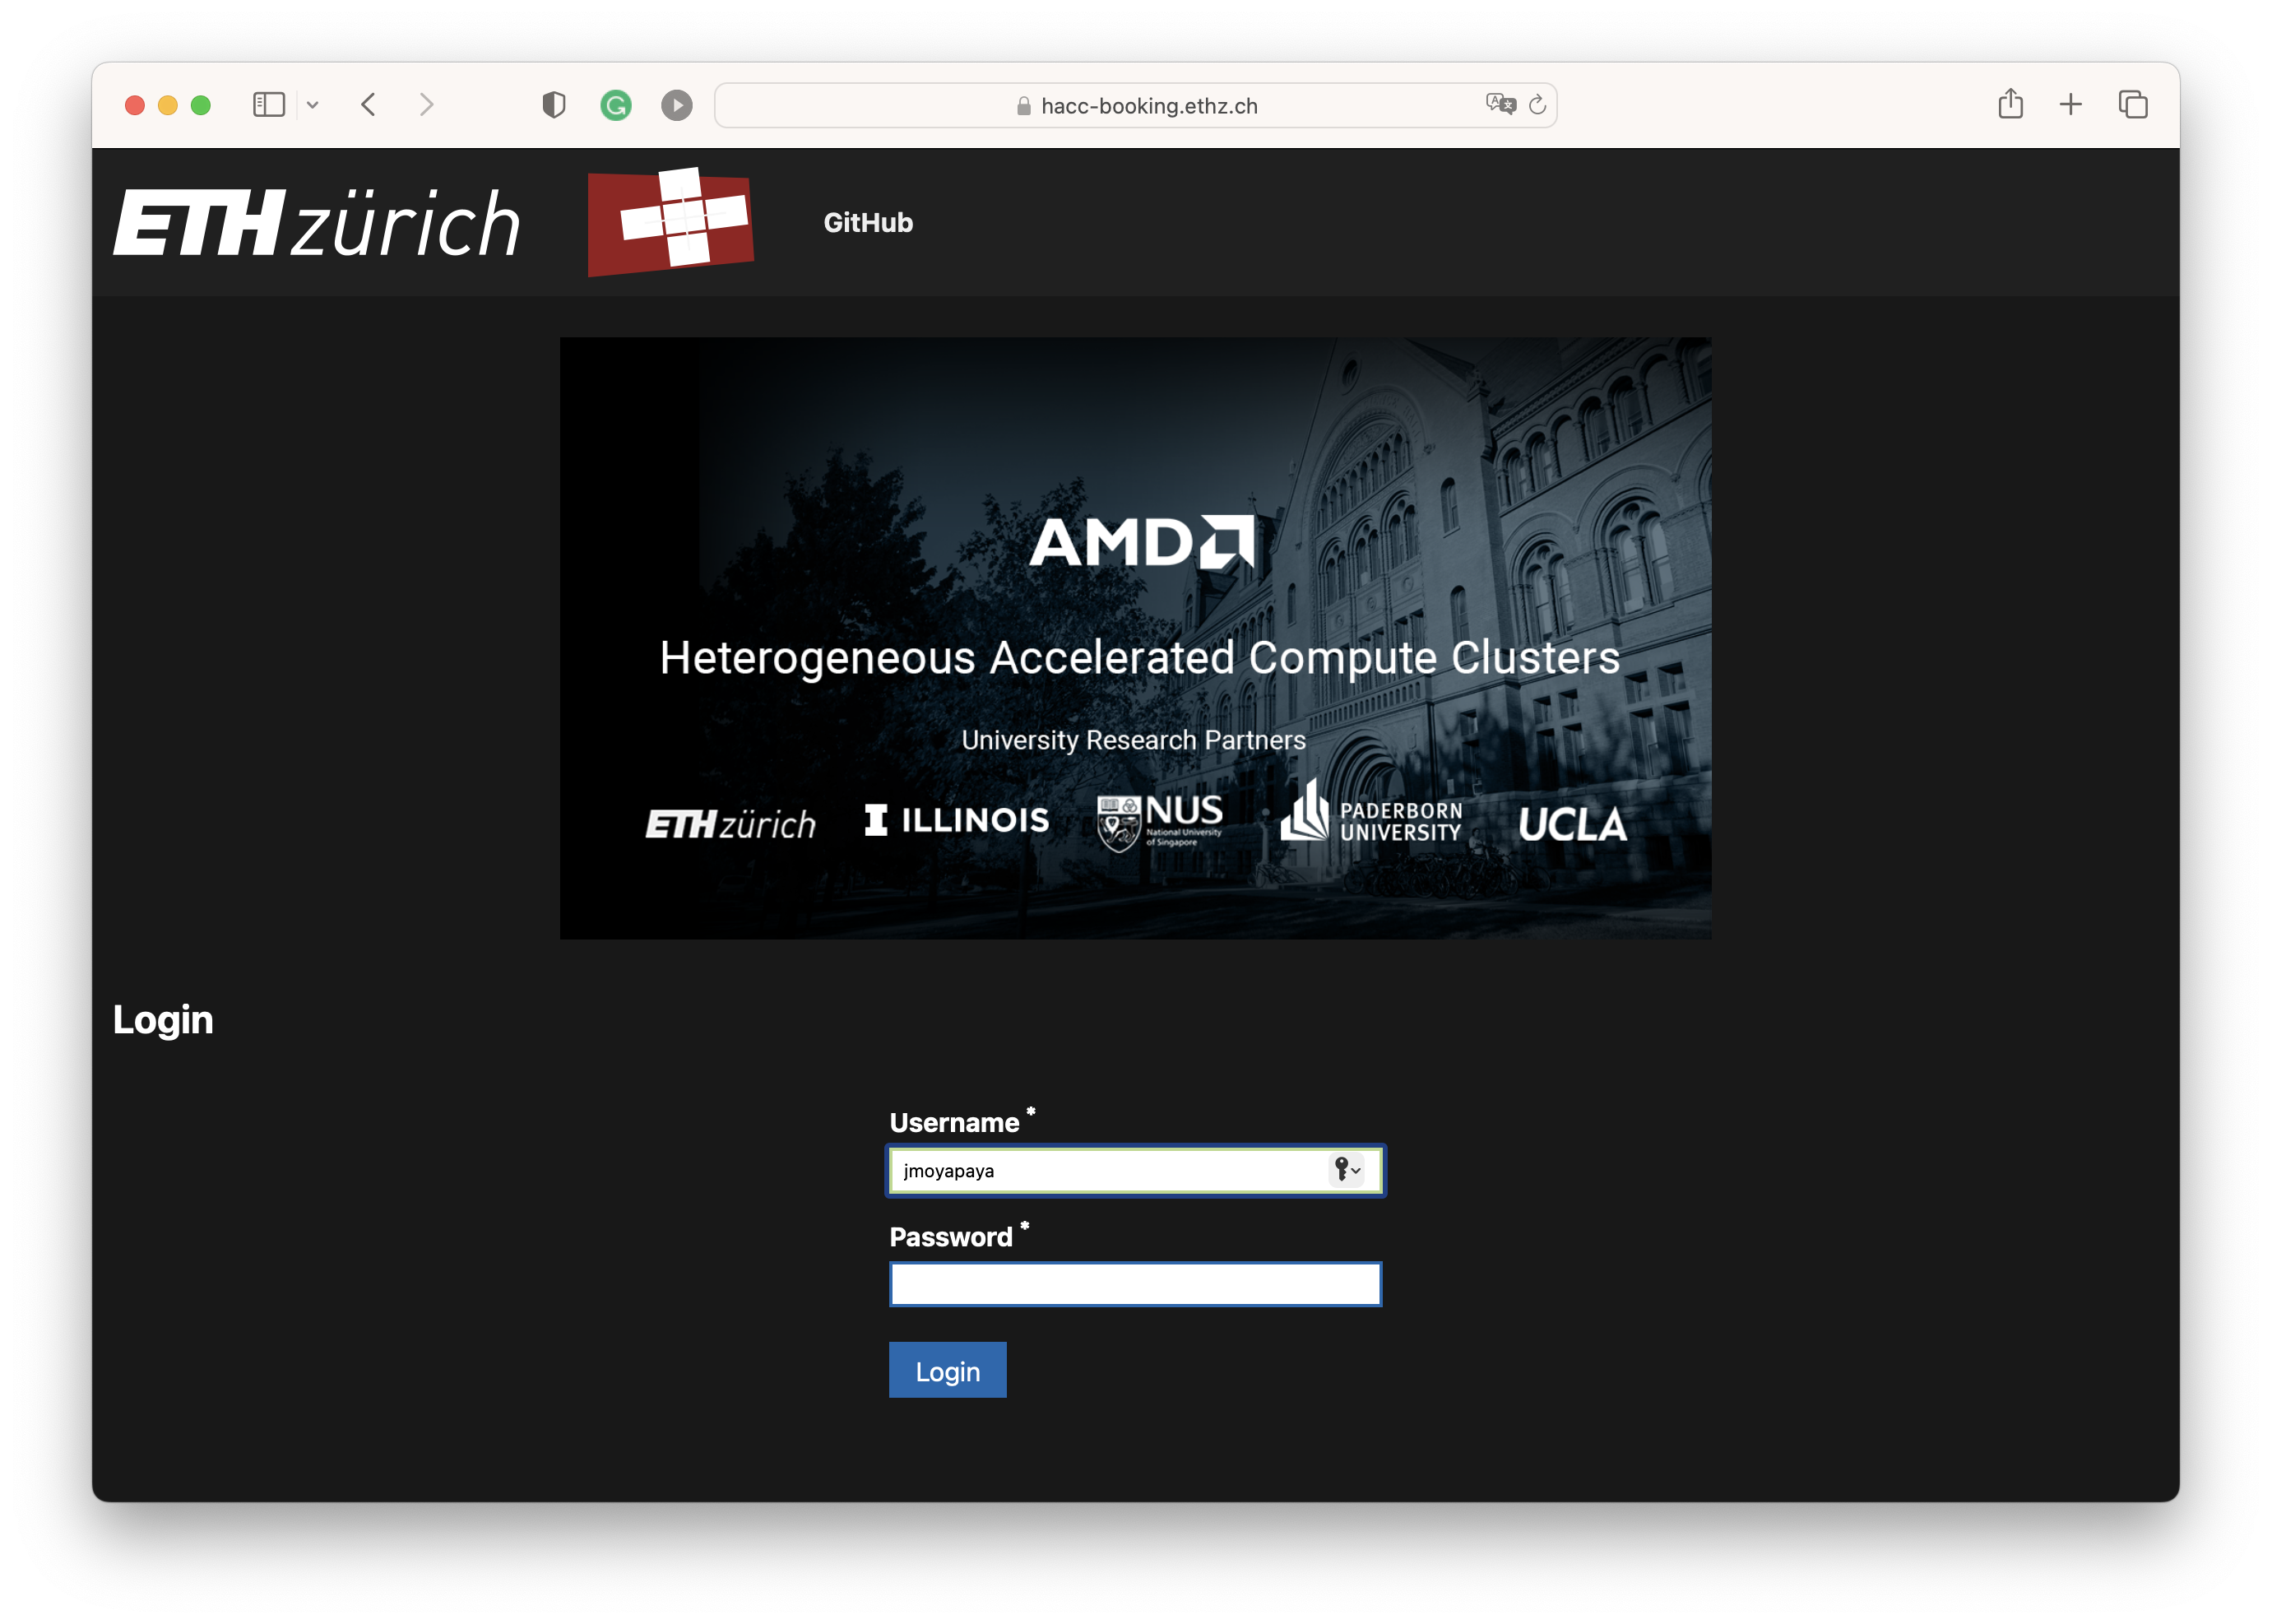 hacc-booking.ethz.ch
ETH zürich
GitHub
AMD
Heterogeneous Accelerated Compute Clusters
University Research Partners
ETH zürich
I ILLINOIS
NUS
National University
of Singapore
PADERBORN
UNIVERSITY
UCLA
Login
Username *
jmoyapaya
Password *
Login